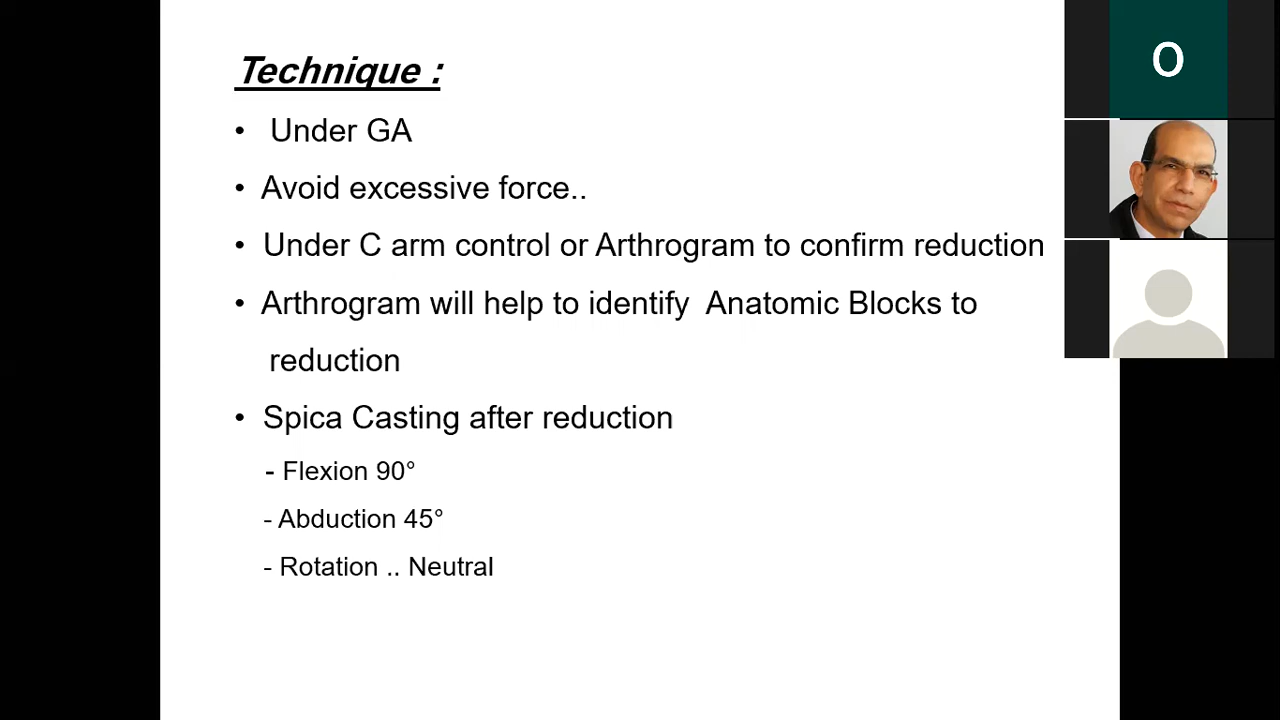 Technique :
• Under GA
• Avoid excessive force..
• Under C arm control or Arthrogram to confirm reduction
• Arthrogram will help to identify Anatomic Blocks to
reduction
• Spica Casting after reduction
- Flexion 90°
- Abduction 45°
- Rotation .. Neutral
O